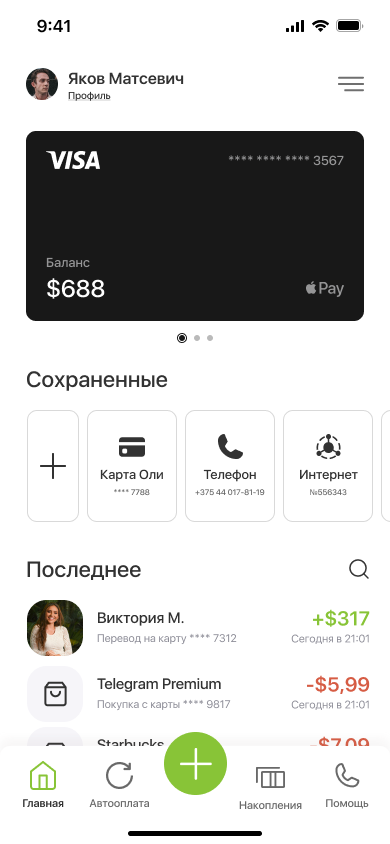 9:41
Яков Матсевич
Профиль
VISA
**** **** **** 3567
Баланс
$688
Pay
Сохраненные
Карта Оли
**** 7788
Телефон
+375 44 017-81-19
Интернет
№556343
Последнее
Виктория М.
+$317
Перевод на карту **** 7312
Сегодня в 21:01
Telegram Premium
-$5,99
Покупка с карты **** 9817
Сегодня в 21:01
Starbucks
-$7,09
Главная
Автооплата
Накопления
Помощь